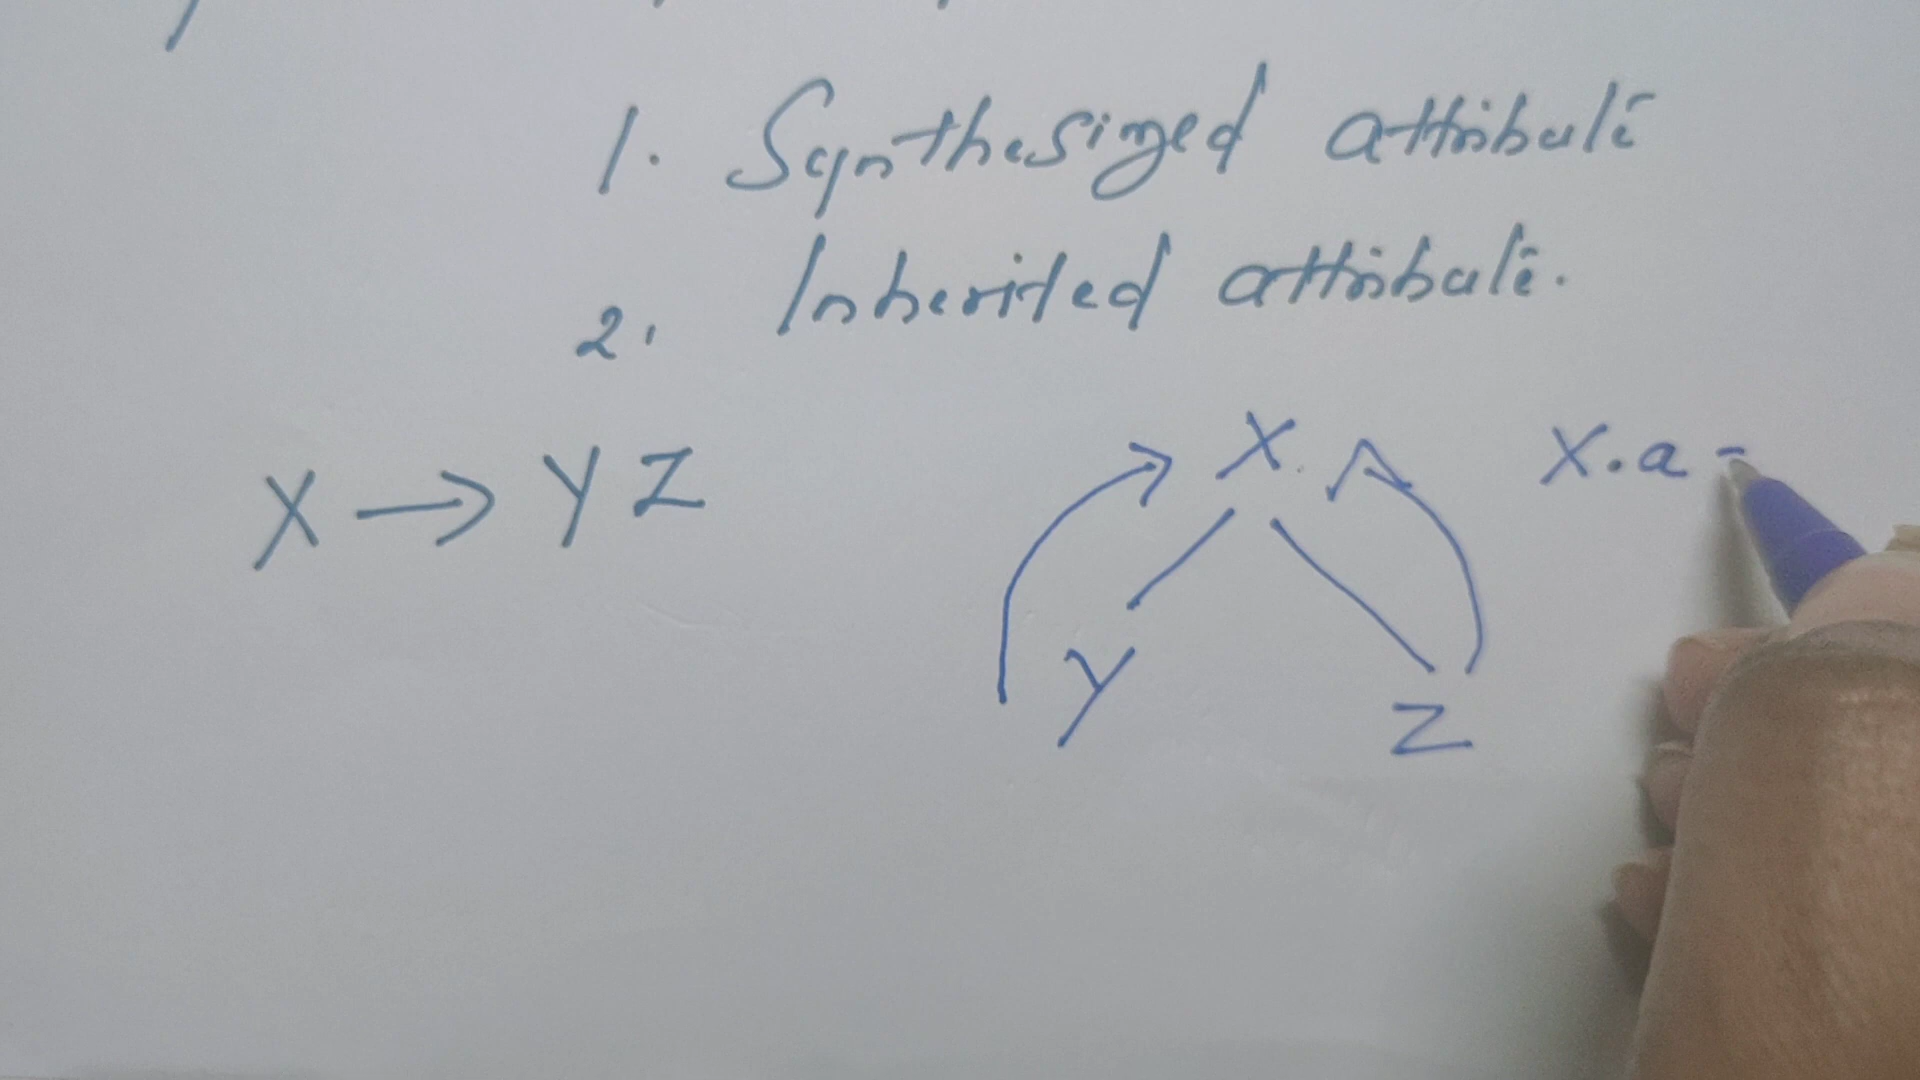 1. Synthesized attribute
2. Inherited attribute.
X → Y Z
X X.a =
Y Z